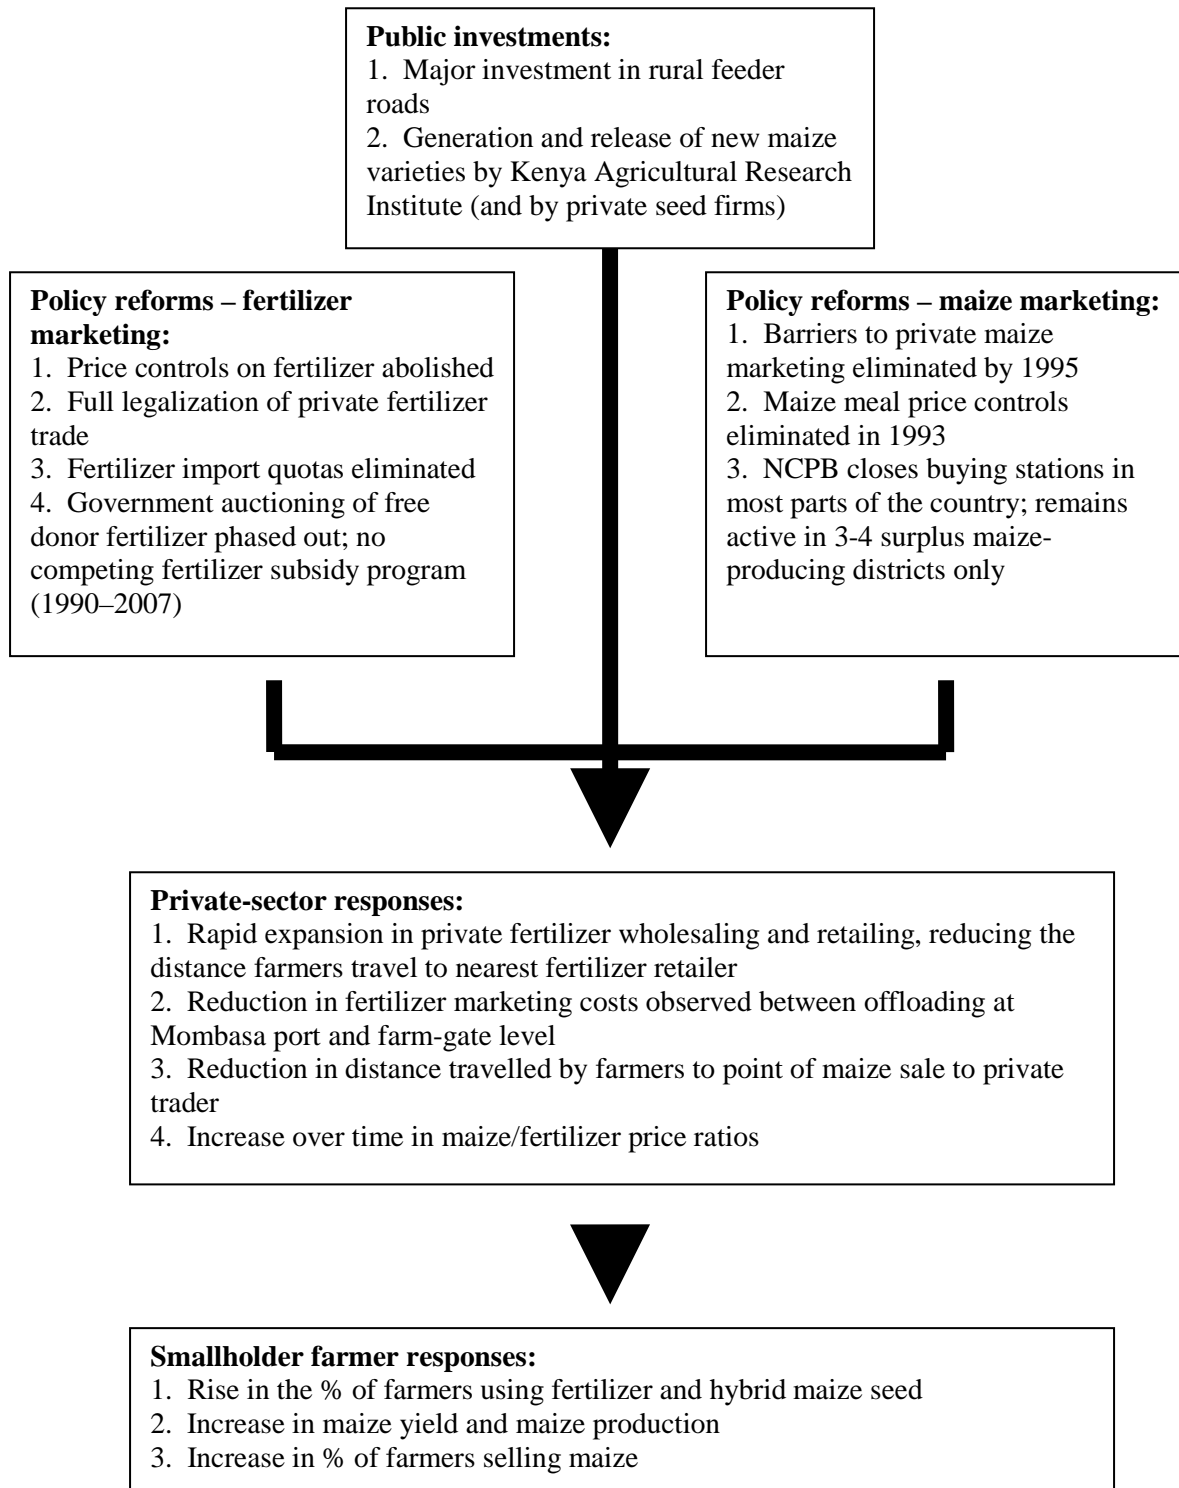 Public investments:
1.  Major investment in rural feeder
roads
2.  Generation and release of new maize
varieties by Kenya Agricultural Research
Institute (and by private seed firms)
Policy reforms – fertilizer
marketing:
1.  Price controls on fertilizer abolished
2.  Full legalization of private fertilizer
trade
3.  Fertilizer import quotas eliminated
4.  Government auctioning of free
donor fertilizer phased out; no
competing fertilizer subsidy program
(1990–2007)
Policy reforms – maize marketing:
1.  Barriers to private maize
marketing eliminated by 1995
2.  Maize meal price controls
eliminated in 1993
3.  NCPB closes buying stations in
most parts of the country; remains
active in 3-4 surplus maize-
producing districts only
Private-sector responses:
1.  Rapid expansion in private fertilizer wholesaling and retailing, reducing the
distance farmers travel to nearest fertilizer retailer
2.  Reduction in fertilizer marketing costs observed between offloading at
Mombasa port and farm-gate level
3.  Reduction in distance travelled by farmers to point of maize sale to private
trader
4.  Increase over time in maize/fertilizer price ratios
Smallholder farmer responses:
1.  Rise in the % of farmers using fertilizer and hybrid maize seed
2.  Increase in maize yield and maize production
3.  Increase in % of farmers selling maize